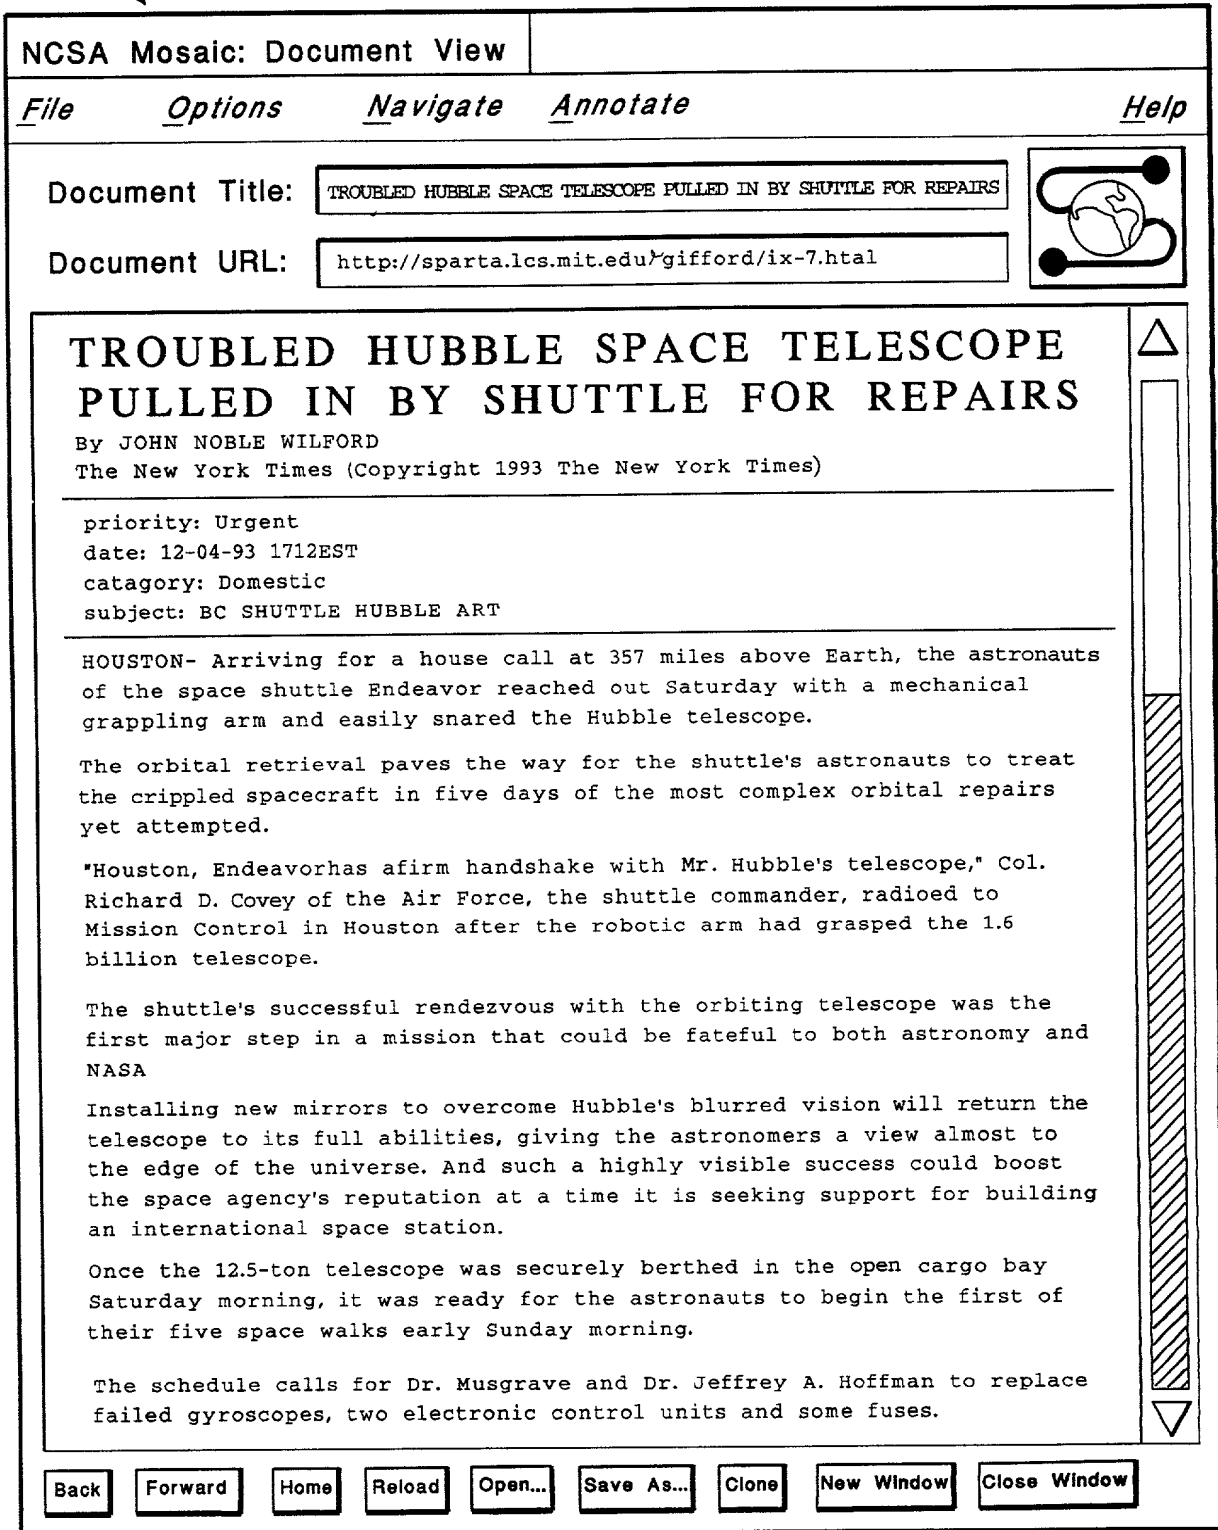 NCSA Mosaic: Document View
File Options Navigate Annotate Help
Document Title: TROUBLED HUBBLE SPACE TELESCOPE PULLED IN BY SHUTTLE FOR REPAIRS
Document URL: http://sparta.lcs.mit.edu/~gifford/ix-7.htal
TROUBLED HUBBLE SPACE TELESCOPE
PULLED IN BY SHUTTLE FOR REPAIRS
By JOHN NOBLE WILFORD
The New York Times (Copyright 1993 The New York Times)
priority: Urgent
date: 12-04-93 1712EST
catagory: Domestic
subject: BC SHUTTLE HUBBLE ART
HOUSTON- Arriving for a house call at 357 miles above Earth, the astronauts
of the space shuttle Endeavor reached out Saturday with a mechanical
grappling arm and easily snared the Hubble telescope.
The orbital retrieval paves the way for the shuttle's astronauts to treat
the crippled spacecraft in five days of the most complex orbital repairs
yet attempted.
"Houston, Endeavorhas afirm handshake with Mr. Hubble's telescope," Col.
Richard D. Covey of the Air Force, the shuttle commander, radioed to
Mission Control in Houston after the robotic arm had grasped the 1.6
billion telescope.
The shuttle's successful rendezvous with the orbiting telescope was the
first major step in a mission that could be fateful to both astronomy and
NASA
Installing new mirrors to overcome Hubble's blurred vision will return the
telescope to its full abilities, giving the astronomers a view almost to
the edge of the universe. And such a highly visible success could boost
the space agency's reputation at a time it is seeking support for building
an international space station.
Once the 12.5-ton telescope was securely berthed in the open cargo bay
Saturday morning, it was ready for the astronauts to begin the first of
their five space walks early Sunday morning.
The schedule calls for Dr. Musgrave and Dr. Jeffrey A. Hoffman to replace
failed gyroscopes, two electronic control units and some fuses.
Back Forward Home Reload Open... Save As... Clone New Window Close Window